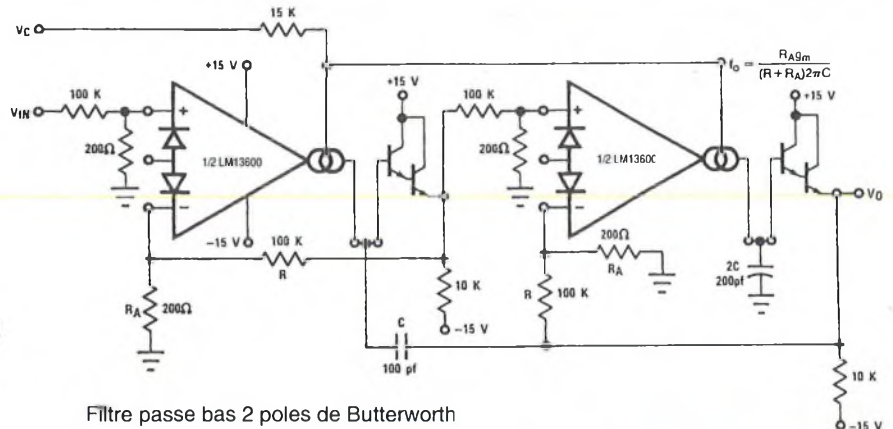 15 K
VC
+15 V
fo = RAgm / (R + RA)2πC
+15 V
+15 V
100 K
100 K
100 K
VIN
+
+
200Ω
1/2 LM13600
200Ω
1/2 LM1360C
VO
−
−
−15 V
100 K
R
200Ω
RA
2C
200pf
RA
200Ω
10 K
R
100 K
−15 V
C
100 pf
10 K
−15 V
Filtre passe bas 2 poles de Butterworth